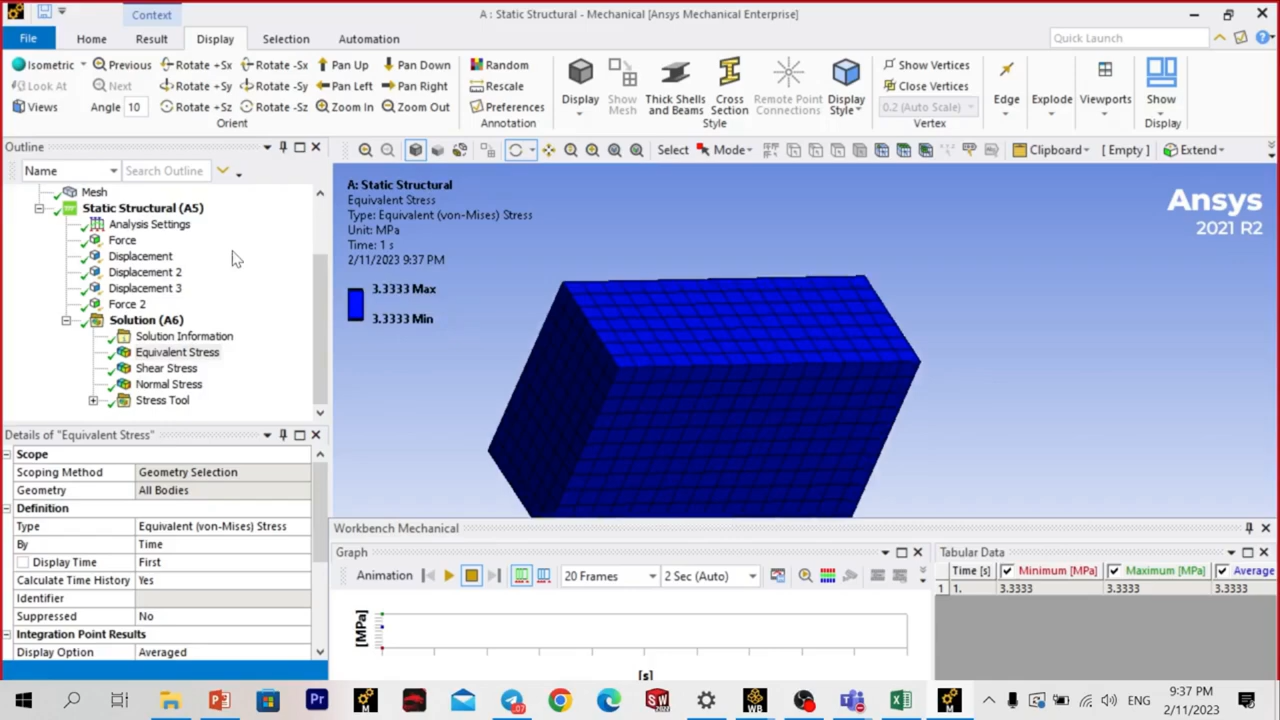 Context
A : Static Structural - Mechanical [Ansys Mechanical Enterprise]
File Home Result Display Selection Automation
Quick Launch
Isometric Previous Rotate +Sx Rotate -Sx Pan Up Pan Down
Look At Next Rotate +Sy Rotate -Sy Pan Left Pan Right
Views Angle 10 Rotate +Sz Rotate -Sz Zoom In Zoom Out
Orient
Random
Rescale
Preferences
Annotation
Display
Show Mesh
Thick Shells and Beams
Cross Section
Remote Point Connections
Display Style
Style
Show Vertices
Close Vertices
0.2 (Auto Scale)
Vertex
Edge
Explode
Viewports
Show
Display
Outline
Name Search Outline
Select Mode Clipboard [ Empty ] Extend
Mesh
Static Structural (A5)
Analysis Settings
Force
Displacement
Displacement 2
Displacement 3
Force 2
Solution (A6)
Solution Information
Equivalent Stress
Shear Stress
Normal Stress
Stress Tool
A: Static Structural
Equivalent Stress
Type: Equivalent (von-Mises) Stress
Unit: MPa
Time: 1 s
2/11/2023 9:37 PM
3.3333 Max
3.3333 Min
Ansys
2021 R2
Details of "Equivalent Stress"
Scope
Scoping Method Geometry Selection
Geometry All Bodies
Definition
Type Equivalent (von-Mises) Stress
By Time
Display Time First
Calculate Time History Yes
Identifier
Suppressed No
Integration Point Results
Display Option Averaged
Workbench Mechanical
Graph
Animation 20 Frames 2 Sec (Auto)
[MPa]
[s]
Tabular Data
Time [s] Minimum [MPa] Maximum [MPa] Average
1 1. 3.3333 3.3333 3.3333
ENG
9:37 PM
2/11/2023